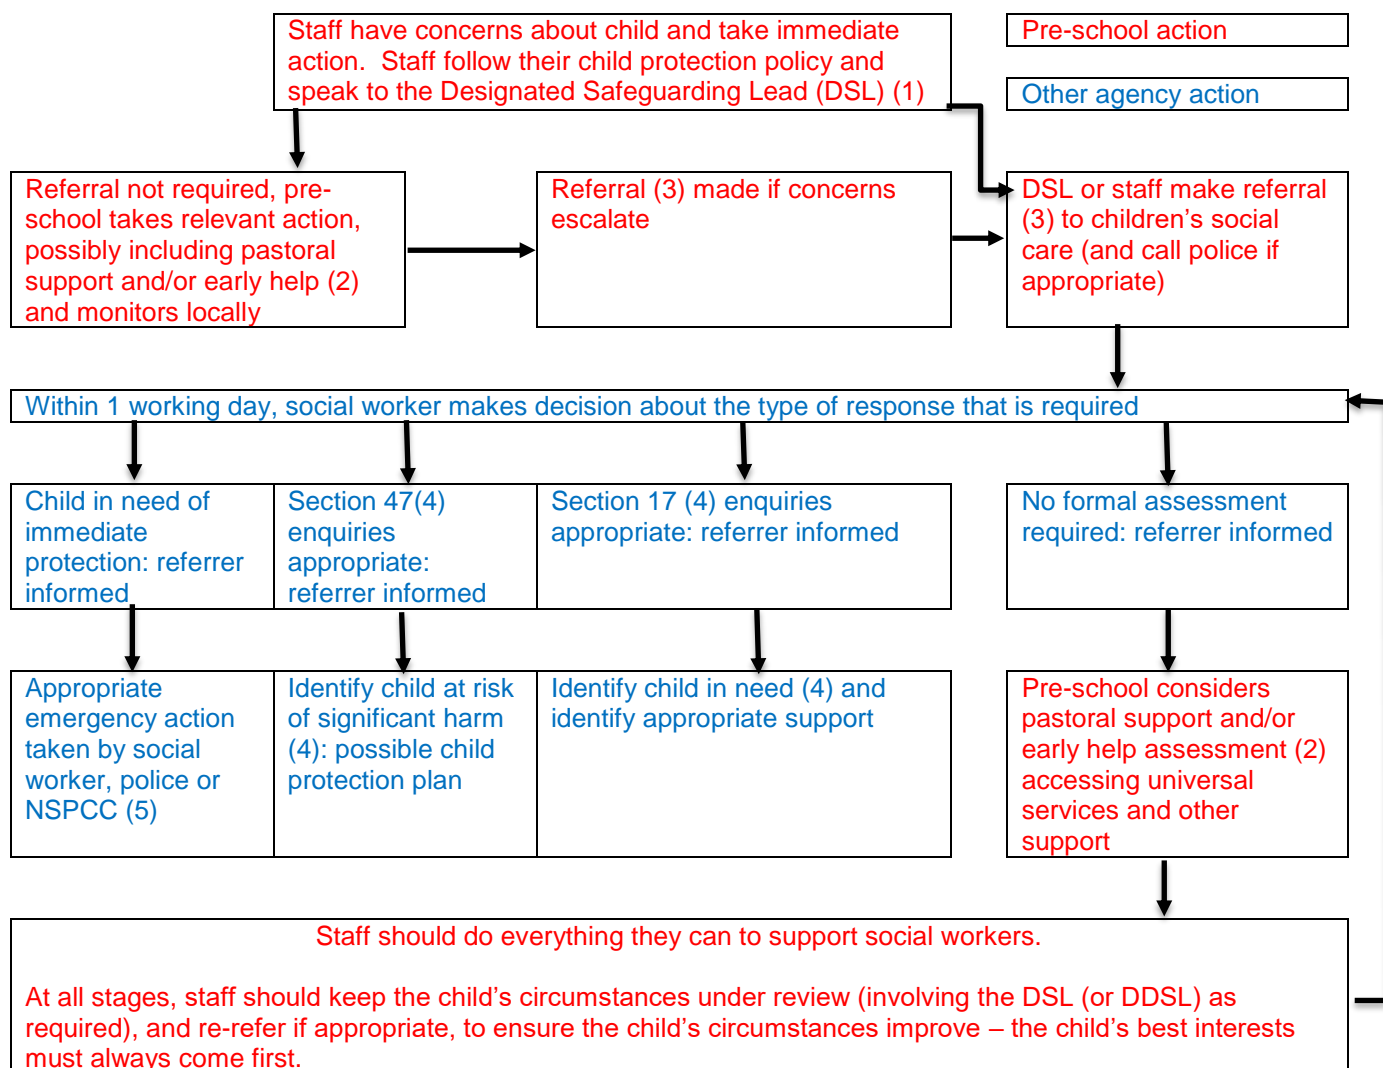 Staff have concerns about child and take immediate
action.  Staff follow their child protection policy and
speak to the Designated Safeguarding Lead (DSL) (1)
Pre-school action
Other agency action
Referral not required, pre-
school takes relevant action,
possibly including pastoral
support and/or early help (2)
and monitors locally
Referral (3) made if concerns
escalate
DSL or staff make referral
(3) to children’s social
care (and call police if
appropriate)
Within 1 working day, social worker makes decision about the type of response that is required
Child in need of
immediate
protection: referrer
informed
Section 47(4)
enquiries
appropriate:
referrer informed
Section 17 (4) enquiries
appropriate: referrer informed
No formal assessment
required: referrer informed
Appropriate
emergency action
taken by social
worker, police or
NSPCC (5)
Identify child at risk
of significant harm
(4): possible child
protection plan
Identify child in need (4) and
identify appropriate support
Pre-school considers
pastoral support and/or
early help assessment (2)
accessing universal
services and other
support
Staff should do everything they can to support social workers.
At all stages, staff should keep the child’s circumstances under review (involving the DSL (or DDSL) as
required), and re-refer if appropriate, to ensure the child’s circumstances improve – the child’s best interests
must always come first.